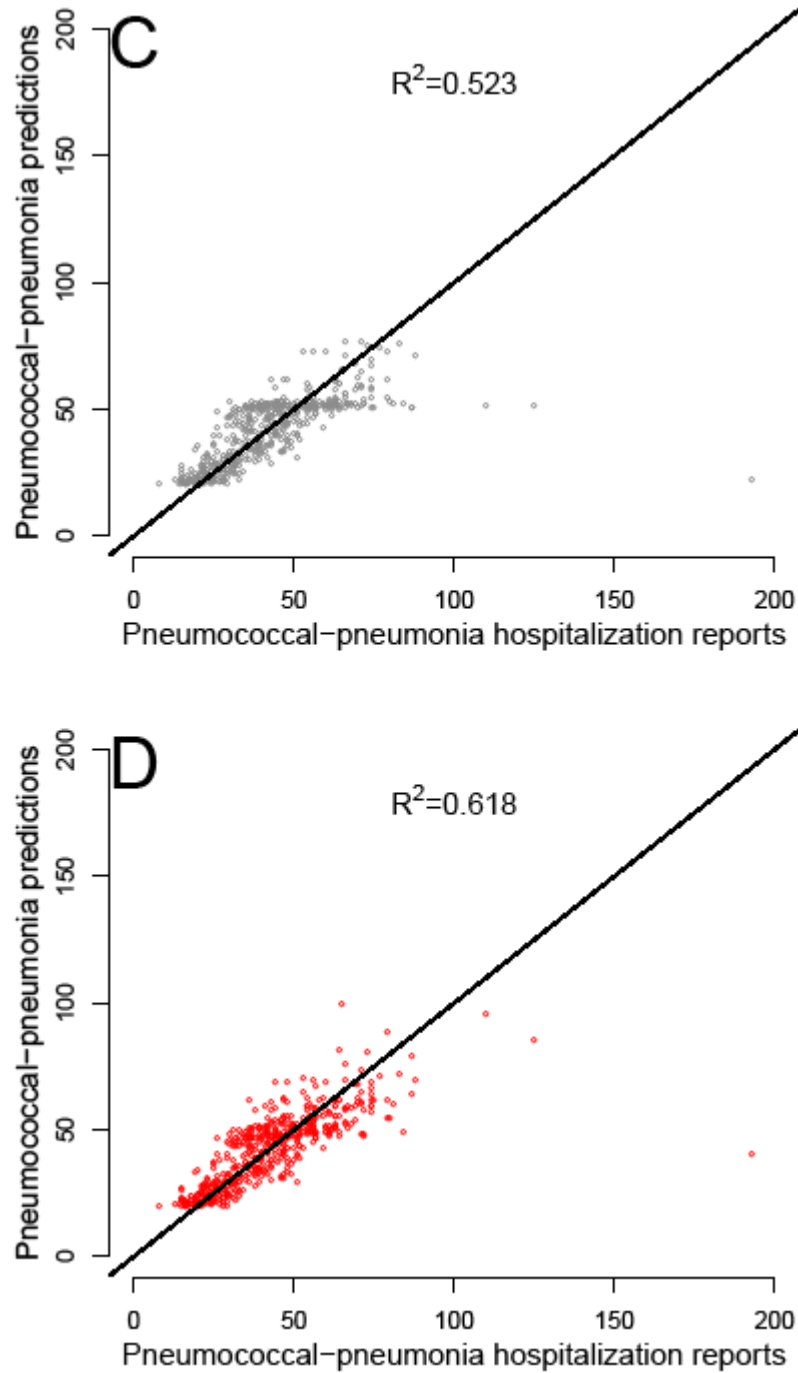 C
R²=0.523
Pneumococcal−pneumonia predictions
200
150
100
50
0
0 50 100 150 200
Pneumococcal−pneumonia hospitalization reports
D
R²=0.618
Pneumococcal−pneumonia predictions
200
150
100
50
0
0 50 100 150 200
Pneumococcal−pneumonia hospitalization reports